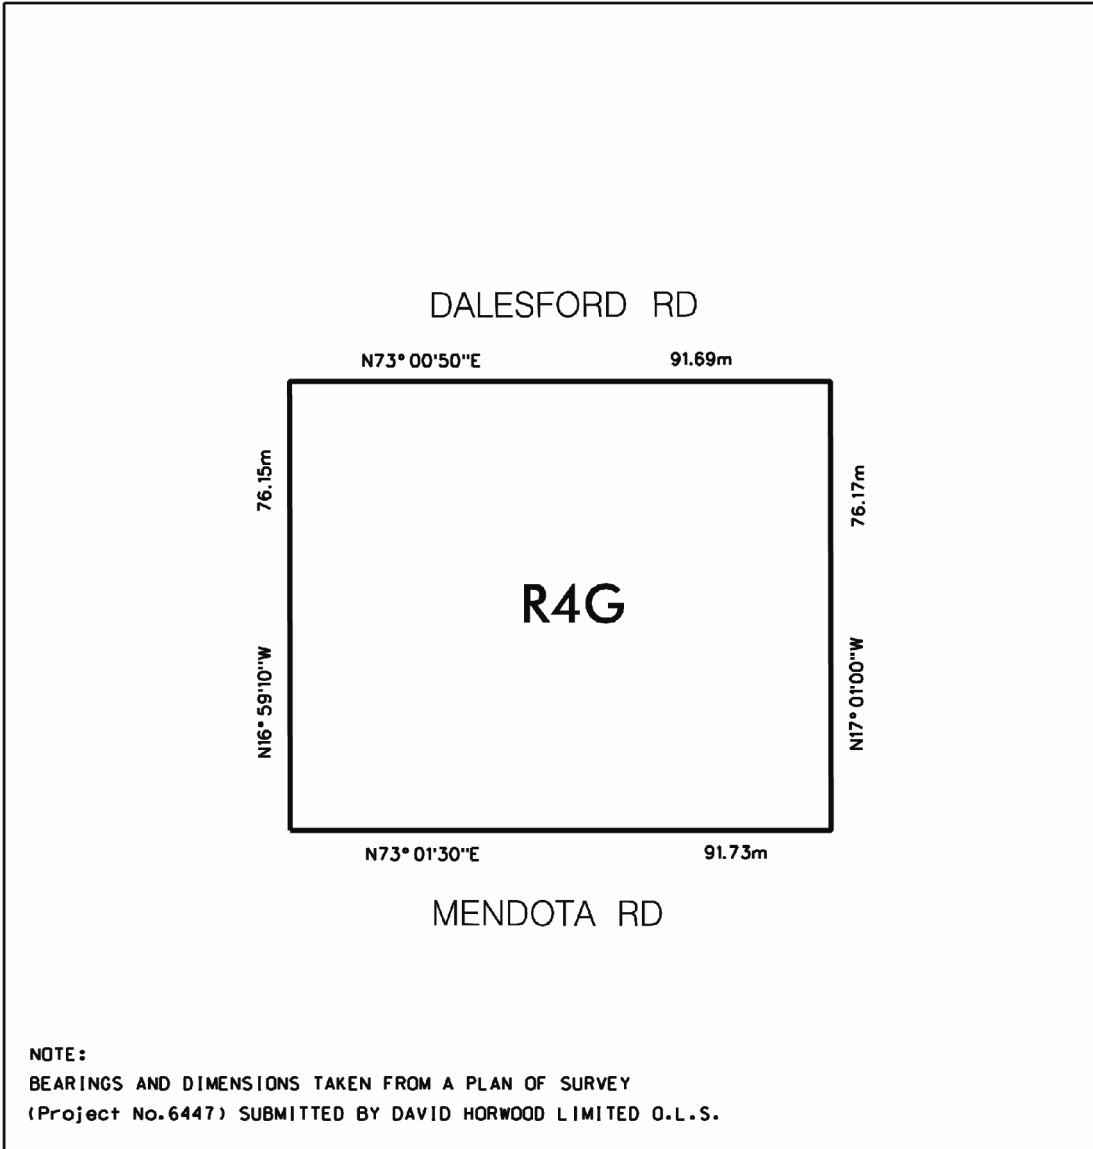 DALESFORD RD
N73°00'50"E 91.69m
76.15m
76.17m
R4G
N16°59'10"W
N17°01'00"W
N73°01'30"E 91.73m
MENDOTA RD
NOTE:
BEARINGS AND DIMENSIONS TAKEN FROM A PLAN OF SURVEY
(Project No.6447) SUBMITTED BY DAVID HORWOOD LIMITED O.L.S.